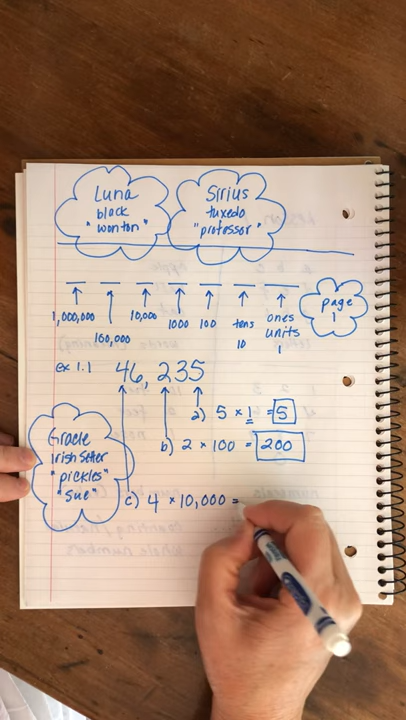 Luna
black
"wonton"
Sirius
tuxedo
"professor"
1,000,000
100,000
10,000
1000
100
tens
10
ones
units
1
page
1
ex 1.1 46,235
a) 5 × 1 = 5
b) 2 × 100 = 200
Gracie
Irish Setter
"pickles"
"Sue"
c) 4 × 10,000 =